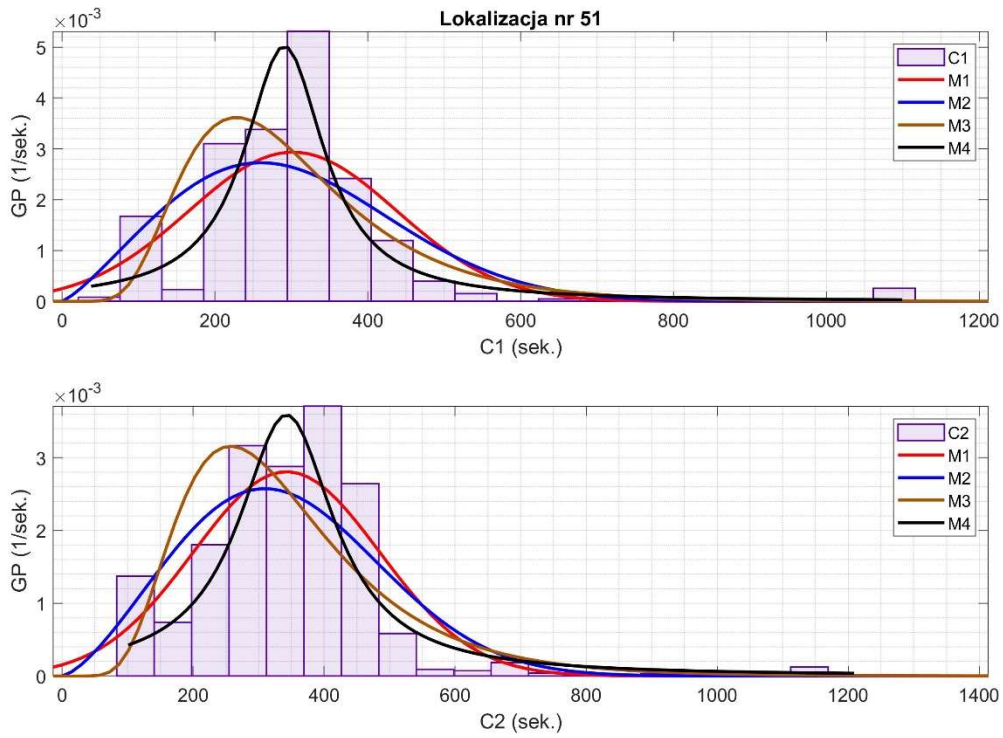 Lokalizacja nr 51
×10⁻³
5
4
3
2
1
0
GP (1/sek.)
0 200 400 600 800 1000 1200
C1 (sek.)
C1
M1
M2
M3
M4
×10⁻³
3
2
1
0
GP (1/sek.)
0 200 400 600 800 1000 1200 1400
C2 (sek.)
C2
M1
M2
M3
M4